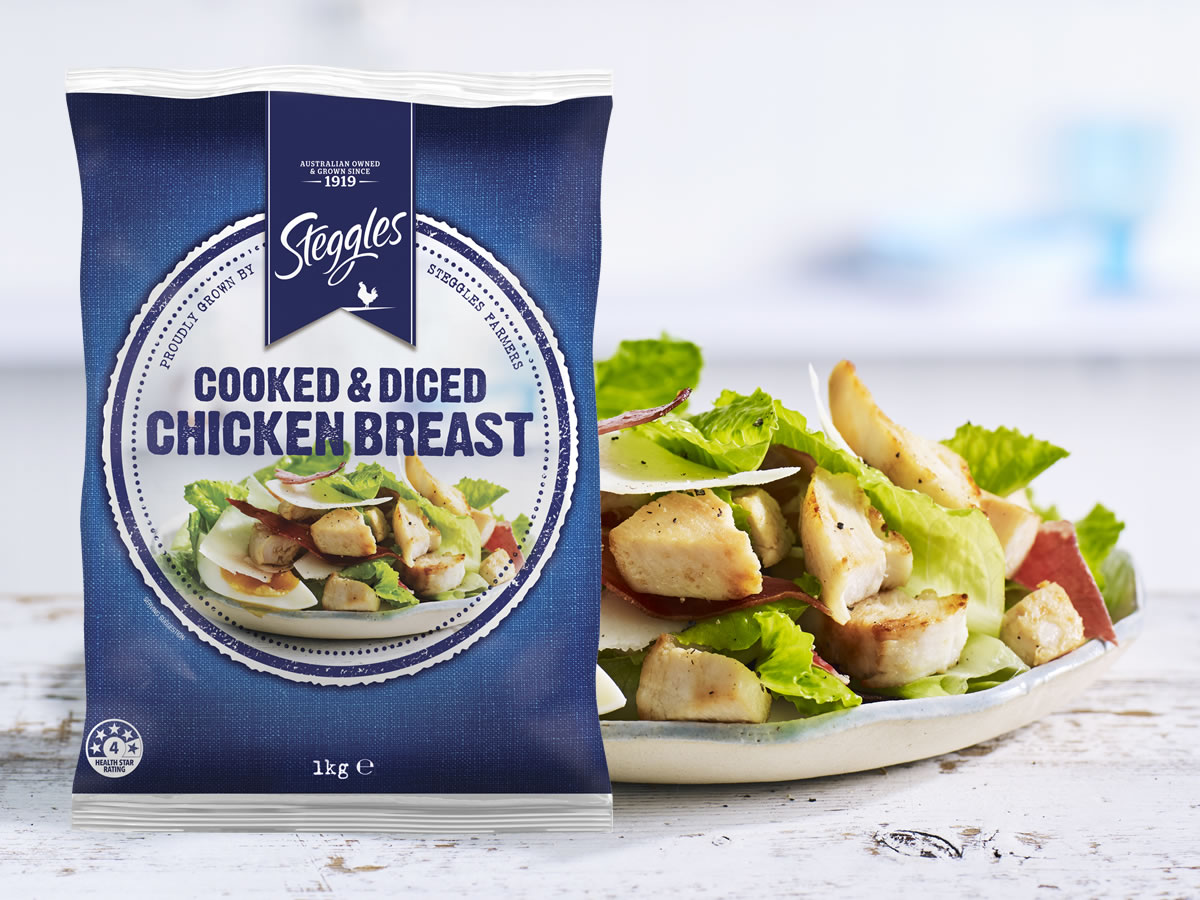 AUSTRALIAN OWNED
& GROWN SINCE
1919
Steggles
PROUDLY GROWN BY
STEGGLES FARMERS
COOKED & DICED
CHICKEN BREAST
4
HEALTH STAR
RATING
1kg e